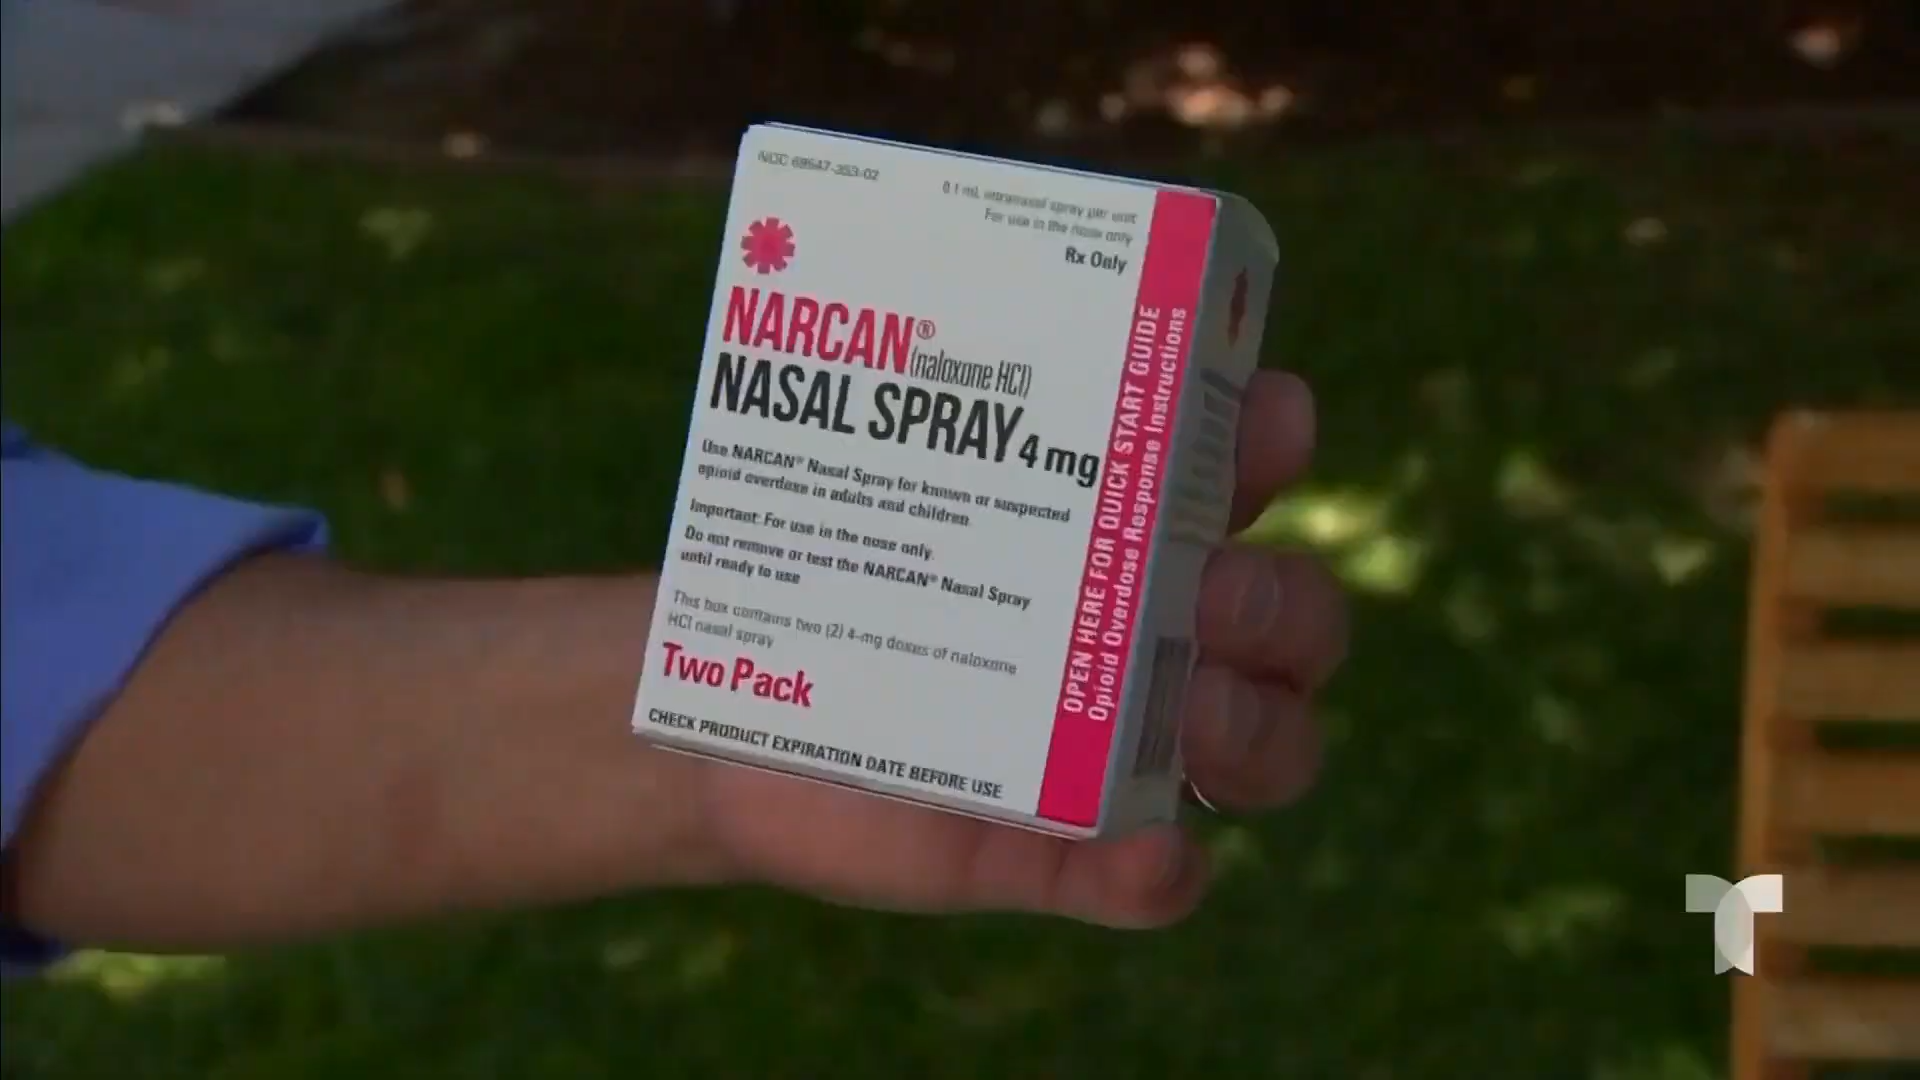 NDC 69547-353-02
0.1 mL intranasal spray per unit
For use in the nose only
Rx Only
NARCAN®
(naloxone HCl)
NASAL SPRAY 4 mg
Use NARCAN® Nasal Spray for known or suspected
opioid overdose in adults and children
Important: For use in the nose only.
Do not remove or test the NARCAN® Nasal Spray
until ready to use
This box contains two (2) 4-mg doses of naloxone
HCl nasal spray
Two Pack
CHECK PRODUCT EXPIRATION DATE BEFORE USE
OPEN HERE FOR QUICK START GUIDE
Opioid Overdose Response Instructions